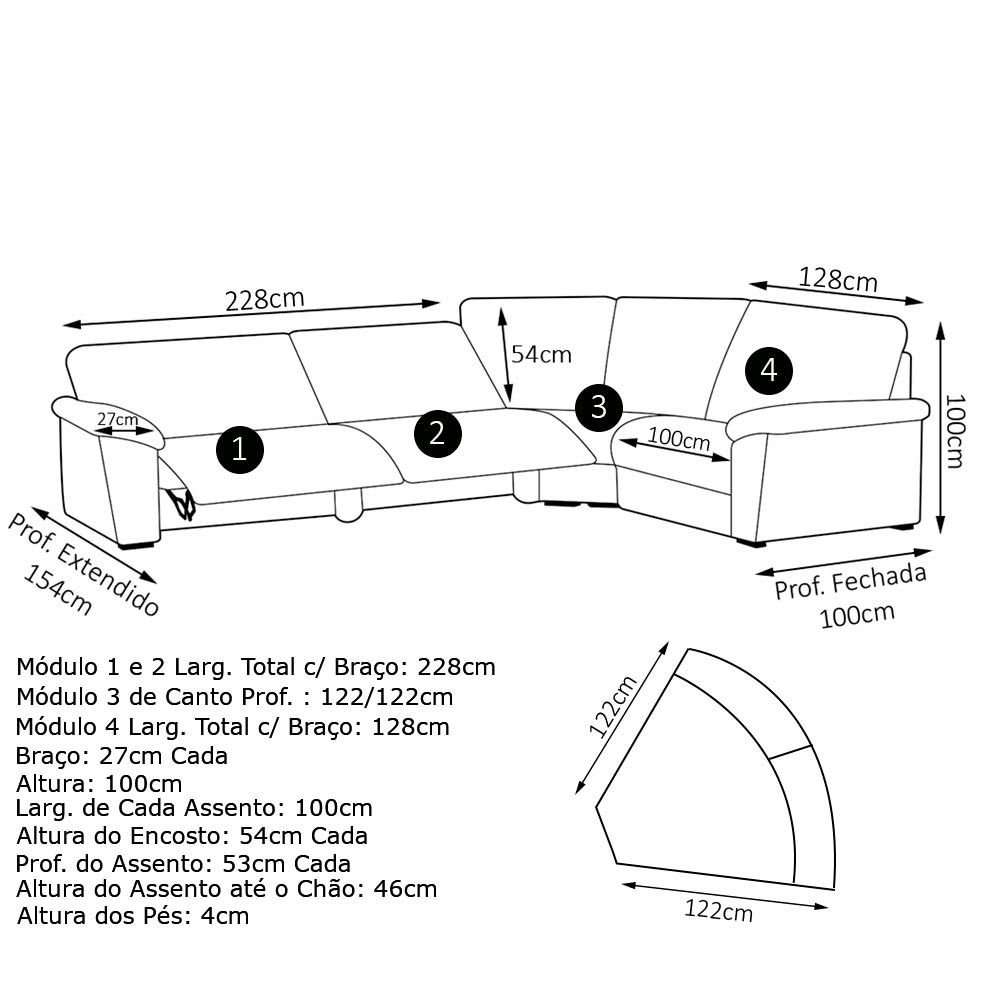 128cm
228cm
54cm
4
3
27cm
100cm
100cm
2
1
Prof. Extendido
154cm
Prof. Fechada
100cm
Módulo 1 e 2 Larg. Total c/ Braço: 228cm
Módulo 3 de Canto Prof. : 122/122cm
Módulo 4 Larg. Total c/ Braço: 128cm
Braço: 27cm Cada
Altura: 100cm
Larg. de Cada Assento: 100cm
Altura do Encosto: 54cm Cada
Prof. do Assento: 53cm Cada
Altura do Assento até o Chão: 46cm
Altura dos Pés: 4cm
122cm
122cm